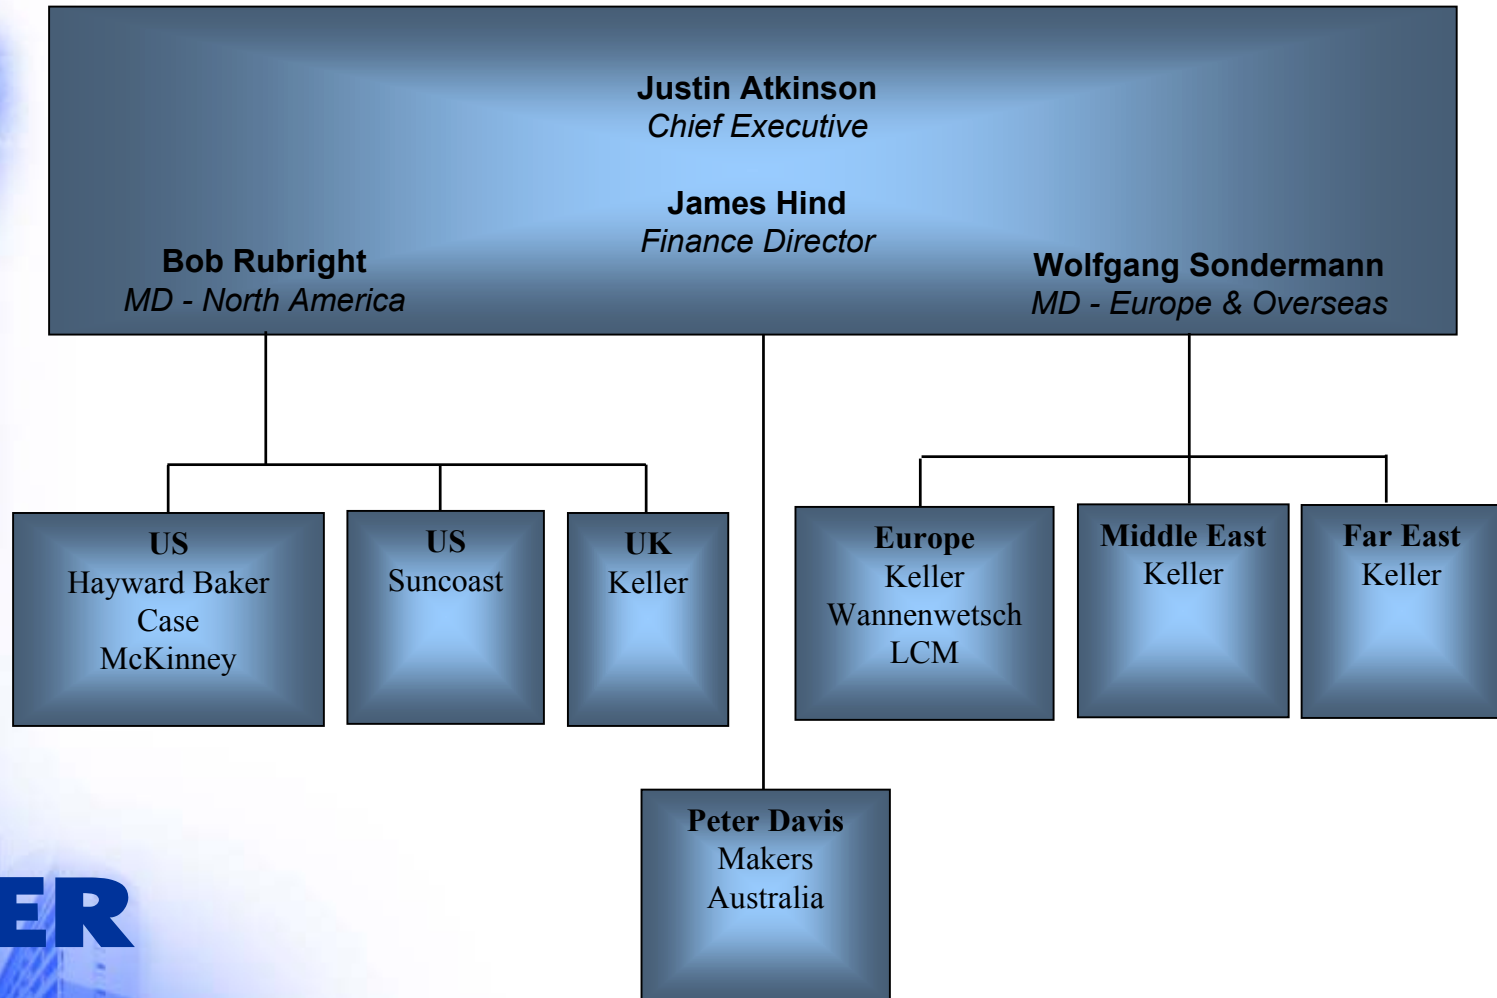 Justin Atkinson
Chief Executive
James Hind
Finance Director
Bob Rubright
MD - North America
Wolfgang Sondermann
MD - Europe & Overseas
US
Hayward Baker
Case
McKinney
US
Suncoast
UK
Keller
Europe
Keller
Wannenwetsch
LCM
Middle East
Keller
Far East
Keller
Peter Davis
Makers
Australia
ER